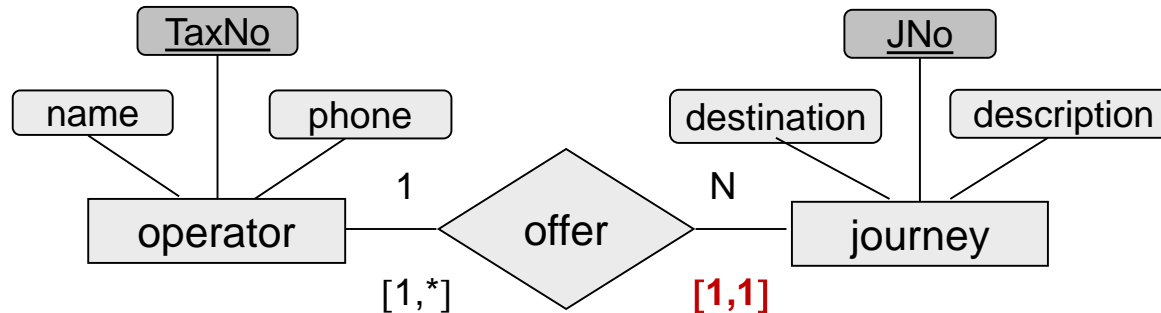 TaxNo
JNo
name
phone
destination
description
1
N
operator
offer
journey
[1,*]
[1,1]